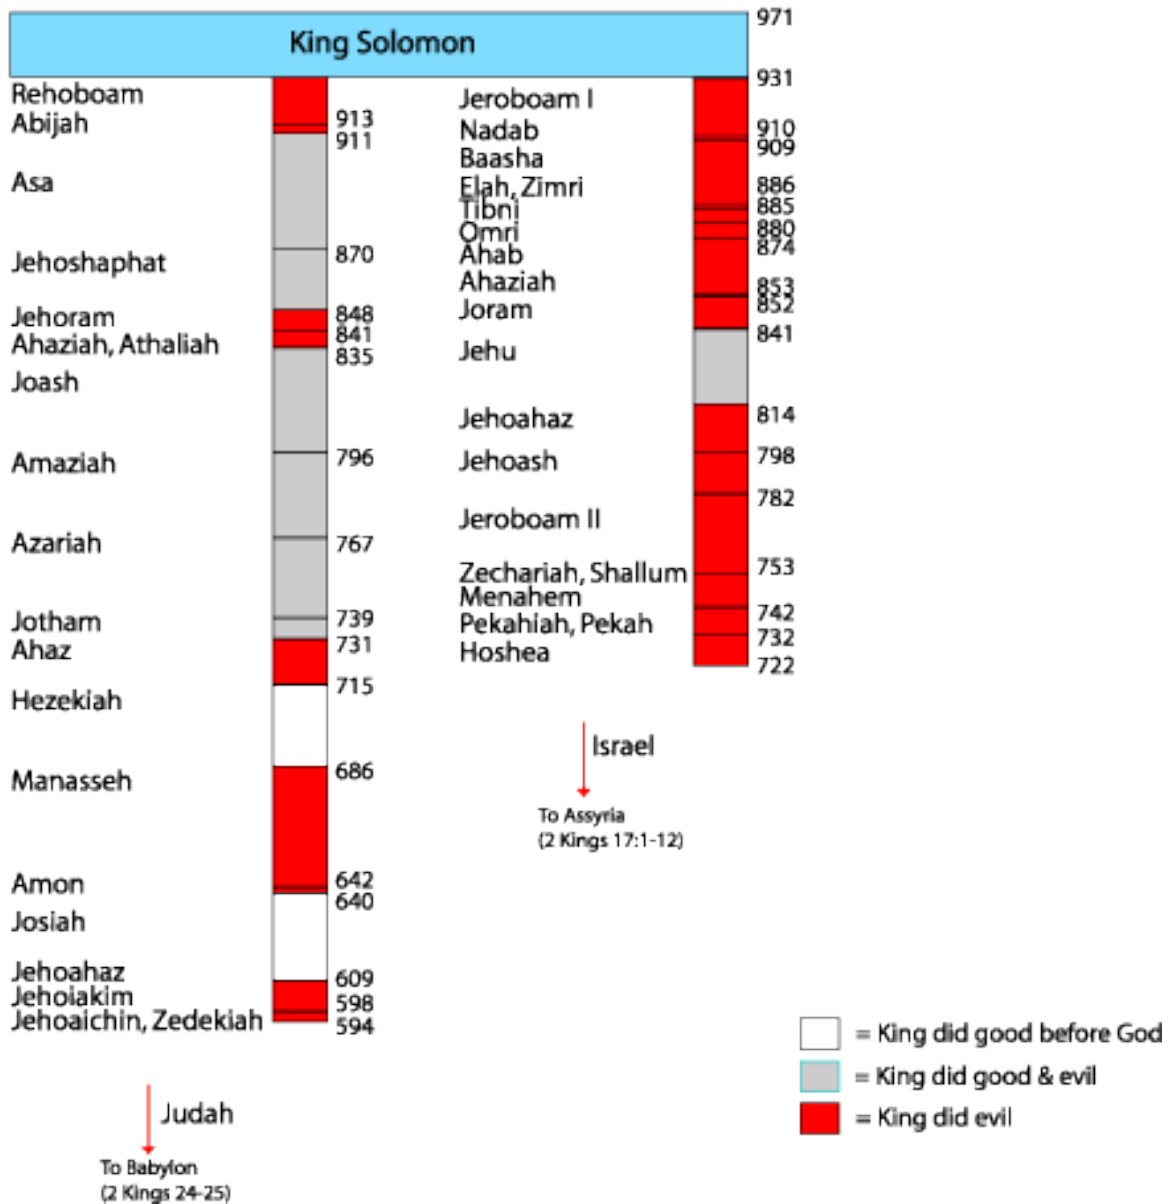 King Solomon
971
931
Rehoboam
Abijah
913
911
Asa
Jehoshaphat
870
Jehoram
848
841
Ahaziah, Athaliah
835
Joash
Amaziah
796
Azariah
767
Jotham
739
Ahaz
731
715
Hezekiah
Manasseh
686
Amon
642
640
Josiah
Jehoahaz
609
Jehoiakim
598
Jehoaichin, Zedekiah
594
Judah
To Babylon
(2 Kings 24-25)
Jeroboam I
Nadab
910
909
Baasha
Elah, Zimri
886
885
Tibni
Omri
880
874
Ahab
Ahaziah
853
852
Joram
841
Jehu
Jehoahaz
814
Jehoash
798
782
Jeroboam II
Zechariah, Shallum
753
Menahem
742
Pekahiah, Pekah
732
Hoshea
722
Israel
To Assyria
(2 Kings 17:1-12)
= King did good before God
= King did good & evil
= King did evil